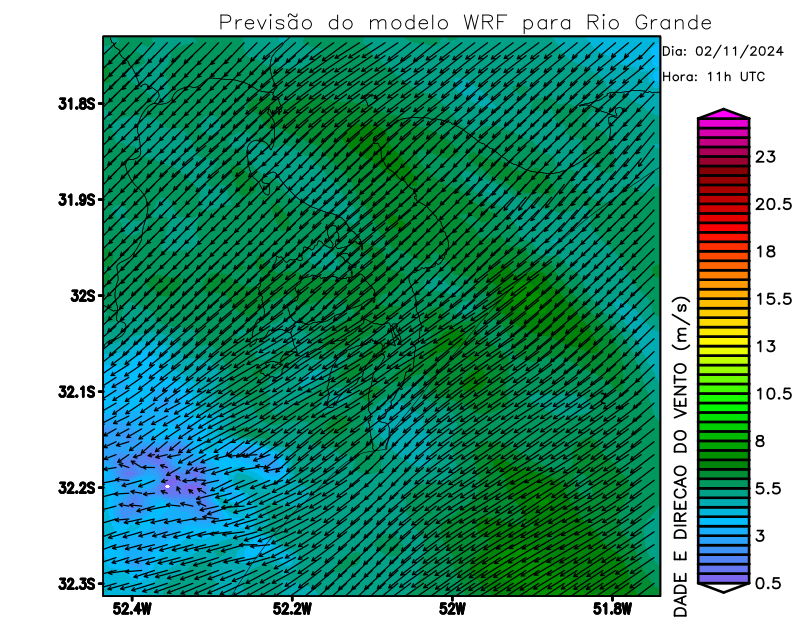 Previsão do modelo WRF para Rio Grande
Dia: 02/11/2024
Hora: 11h UTC
31.8S
31.9S
32S
32.1S
32.2S
32.3S
52.4W
52.2W
52W
51.8W
23
20.5
18
15.5
13
10.5
8
5.5
3
0.5
DADE E DIRECAO DO VENTO (m/s)